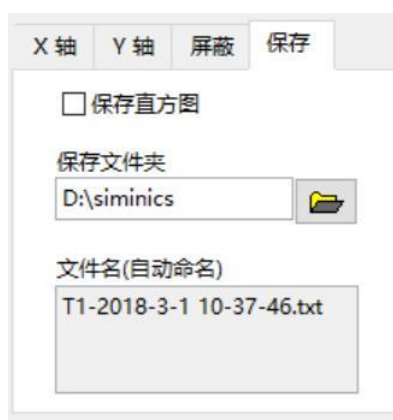 X 轴 Y 轴 屏蔽 保存
保存直方图
保存文件夹
D:\siminics
文件名(自动命名)
T1-2018-3-1 10-37-46.txt